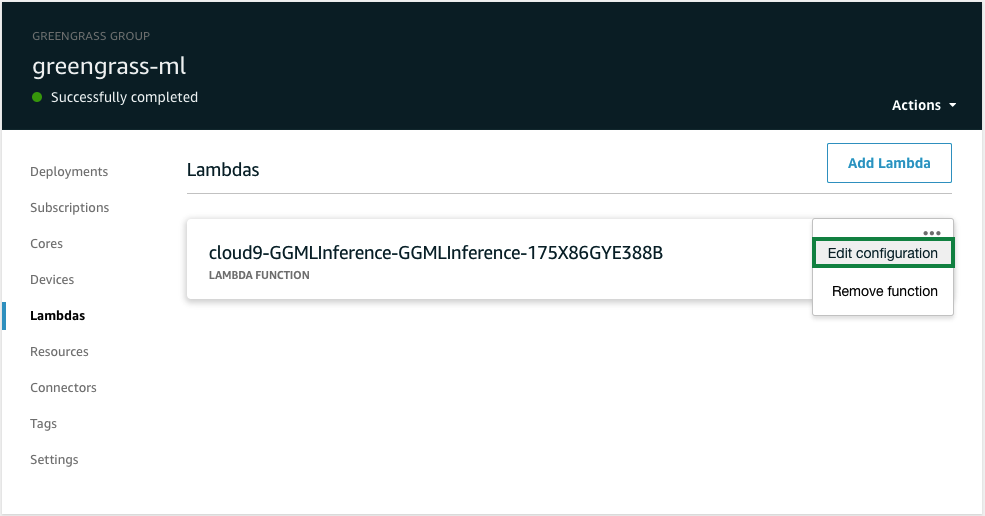 GREENGRASS GROUP
greengrass-ml
Successfully completed
Actions
Deployments
Subscriptions
Cores
Devices
Lambdas
Resources
Connectors
Tags
Settings
Lambdas
Add Lambda
cloud9-GGMLInference-GGMLInference-175X86GYE388B
LAMBDA FUNCTION
Edit configuration
Remove function